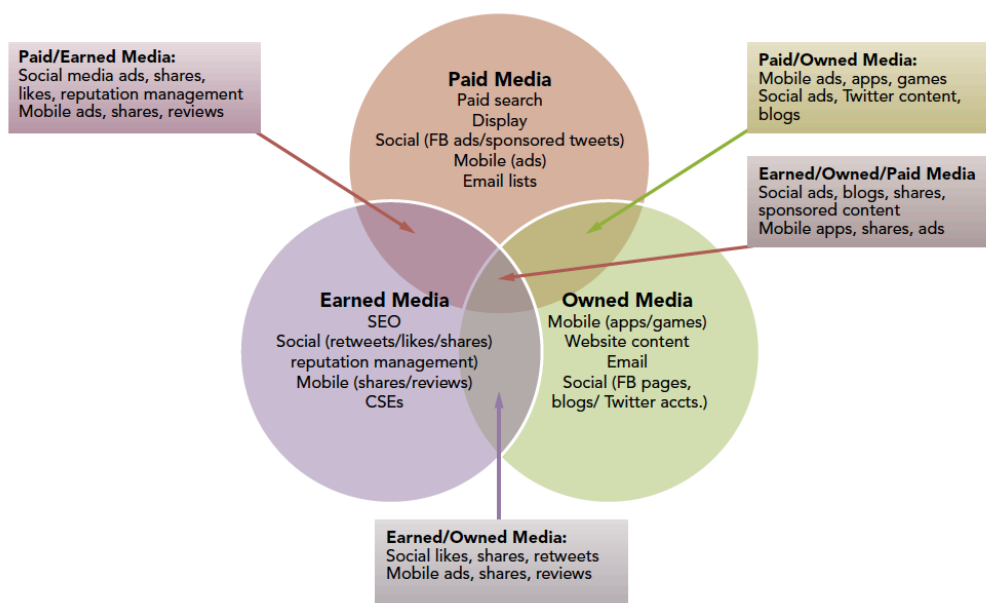 Paid/Earned Media:
Social media ads, shares,
likes, reputation management
Mobile ads, shares, reviews
Paid Media
Paid search
Display
Social (FB ads/sponsored tweets)
Mobile (ads)
Email lists
Paid/Owned Media:
Mobile ads, apps, games
Social ads, Twitter content,
blogs
Earned/Owned/Paid Media
Social ads, blogs, shares,
sponsored content
Mobile apps, shares, ads
Earned Media
SEO
Social (retweets/likes/shares)
reputation management)
Mobile (shares/reviews)
CSEs
Owned Media
Mobile (apps/games)
Website content
Email
Social (FB pages,
blogs/ Twitter accts.)
Earned/Owned Media:
Social likes, shares, retweets
Mobile ads, shares, reviews